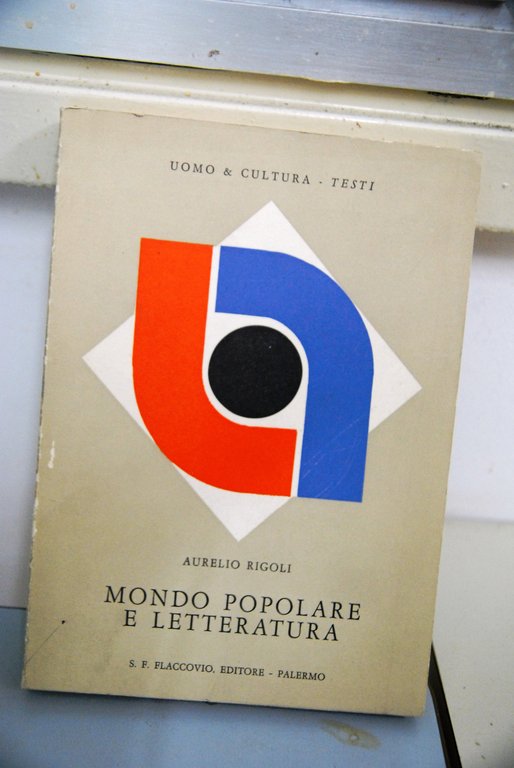 UOMO & CULTURA - TESTI
AURELIO RIGOLI
MONDO POPOLARE
E LETTERATURA
S. F. FLACCOVIO, EDITORE - PALERMO